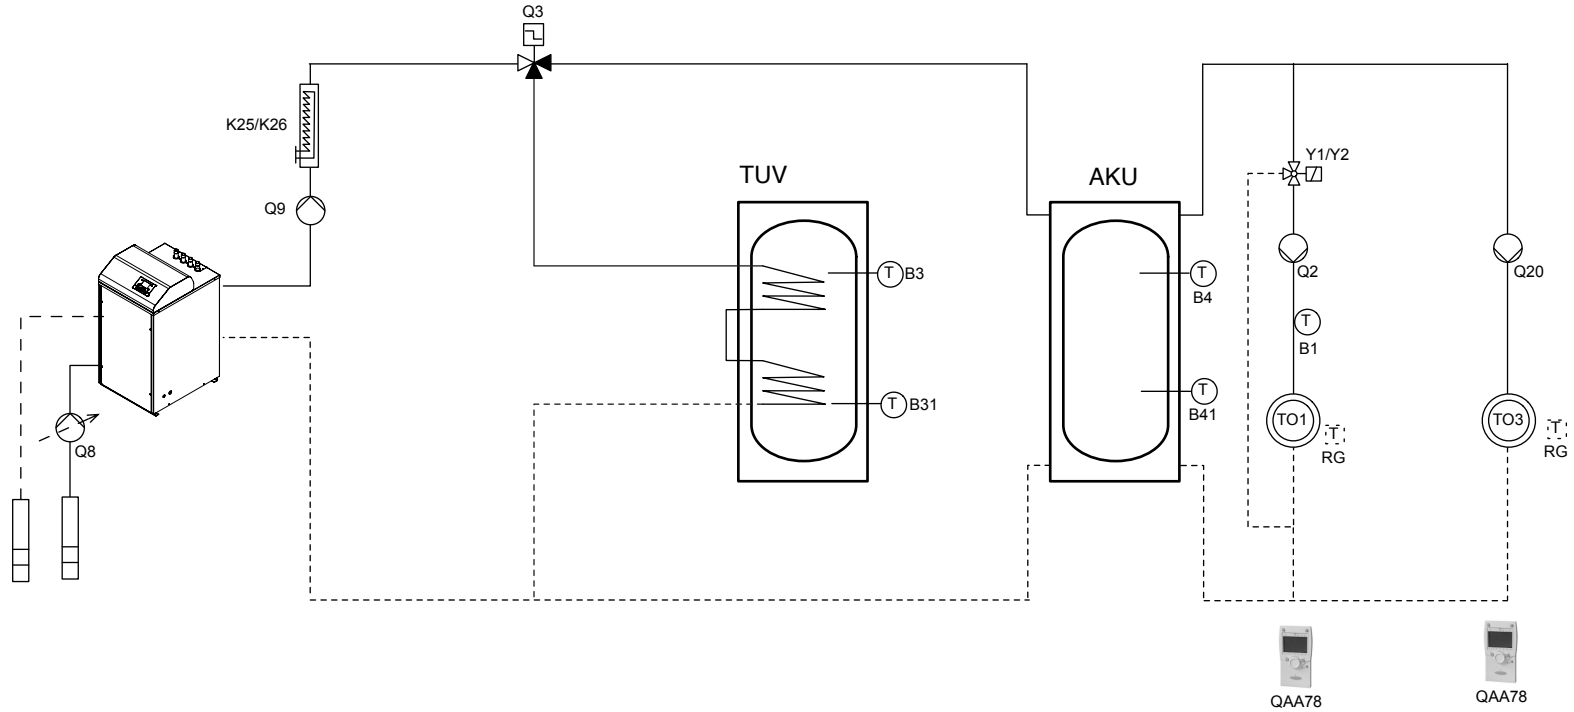 Q3
K25/K26
Y1/Y2
TUV
AKU
Q9
Q2
Q20
T B3
T
B4
T
B1
T B31
T
B41
TO1
T
RG
TO3
T
RG
Q8
QAA78
QAA78